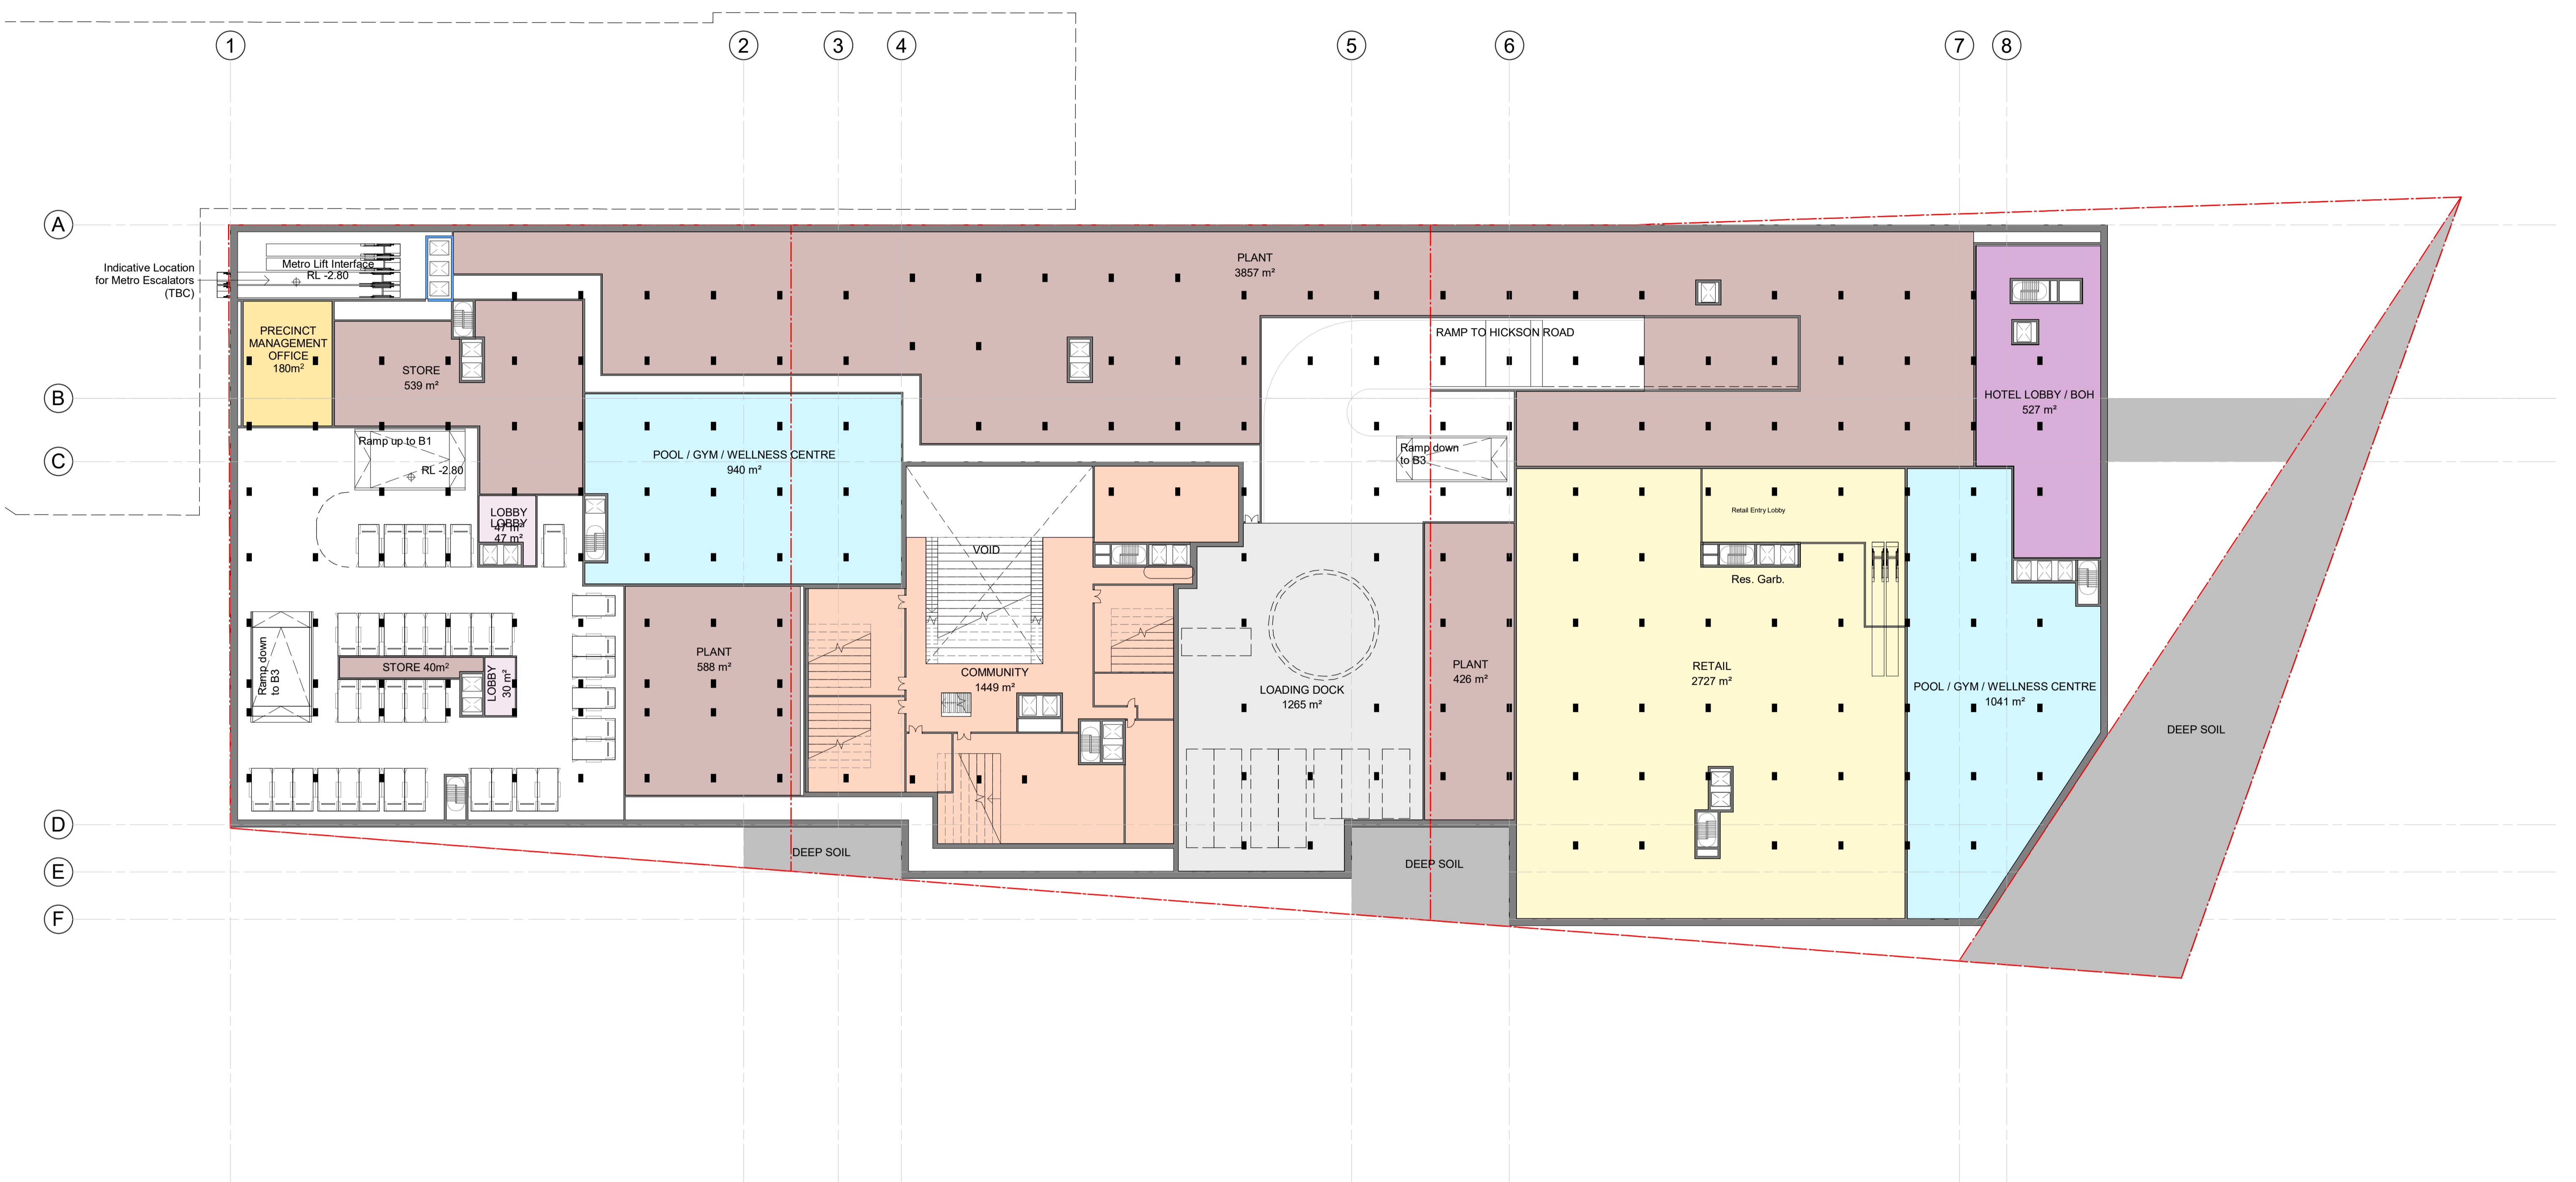 1
2
3
4
5
6
7
8
A
B
C
D
E
F
Indicative Location
for Metro Escalators
(TBC)
Metro Lift Interface
RL -2.80
PLANT
3857 m²
PRECINCT
MANAGEMENT
OFFICE
180m²
STORE
539 m²
RAMP TO HICKSON ROAD
HOTEL LOBBY / BOH
527 m²
Ramp up to B1
RL -2.80
POOL / GYM / WELLNESS CENTRE
940 m²
Ramp down
to B3
LOBBY
47 m²
LOBBY
47 m²
Retail Entry Lobby
VOID
Res. Garb.
Ramp down
to B3
STORE 40m²
LOBBY
30 m²
PLANT
588 m²
COMMUNITY
1449 m²
LOADING DOCK
1265 m²
PLANT
426 m²
RETAIL
2727 m²
POOL / GYM / WELLNESS CENTRE
1041 m²
DEEP SOIL
DEEP SOIL
DEEP SOIL